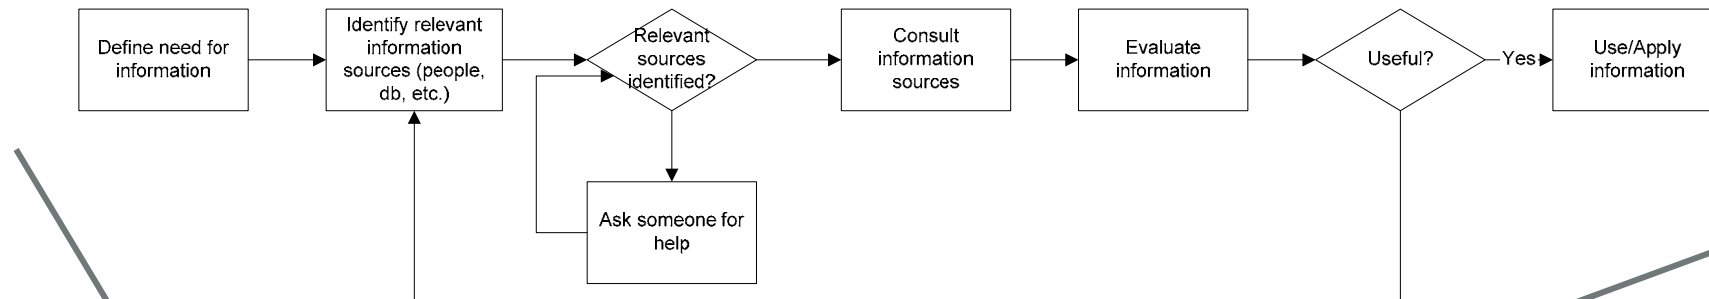 Define need for
information
Identify relevant
information
sources (people,
db, etc.)
Relevant
sources
identified?
Consult
information
sources
Evaluate
information
Useful?
Yes
Use/Apply
information
Ask someone for
help